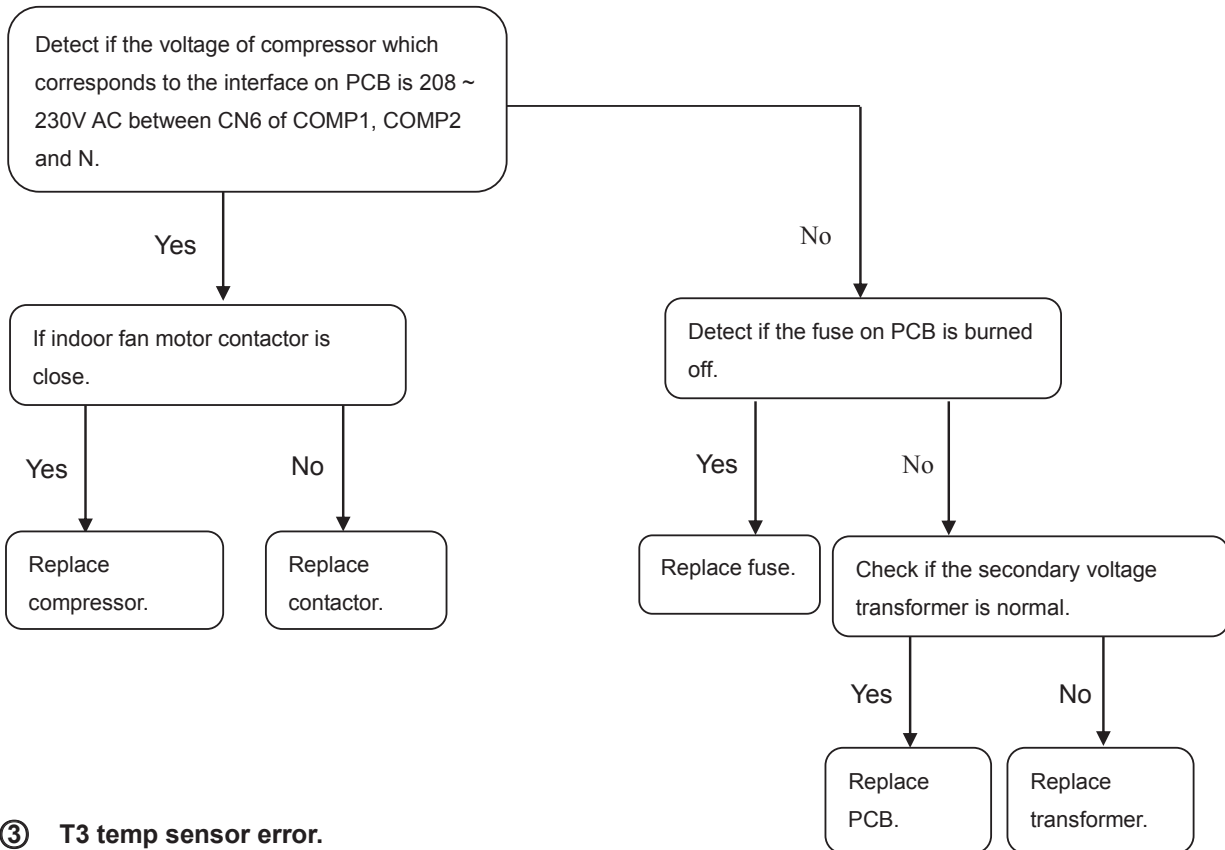 Detect if the voltage of compressor which
corresponds to the interface on PCB is 208 ~
230V AC between CN6 of COMP1, COMP2
and N.
Yes
No
If indoor fan motor contactor is
close.
Detect if the fuse on PCB is burned
off.
Yes
No
Yes
No
Replace
compressor.
Replace
contactor.
Replace fuse.
Check if the secondary voltage
transformer is normal.
Yes
No
Replace
PCB.
Replace
transformer.
③ T3 temp sensor error.